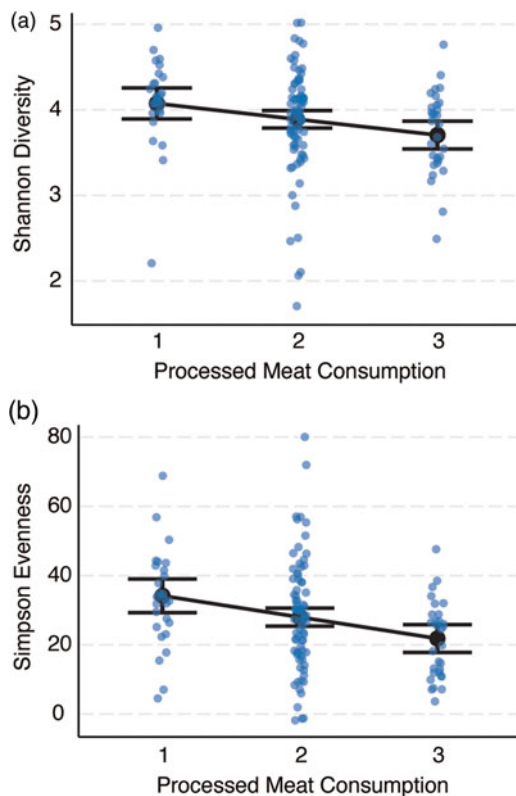 (a)
5
4
3
2
Shannon Diversity
1 2 3
Processed Meat Consumption
(b)
80
60
40
20
0
Simpson Evenness
1 2 3
Processed Meat Consumption